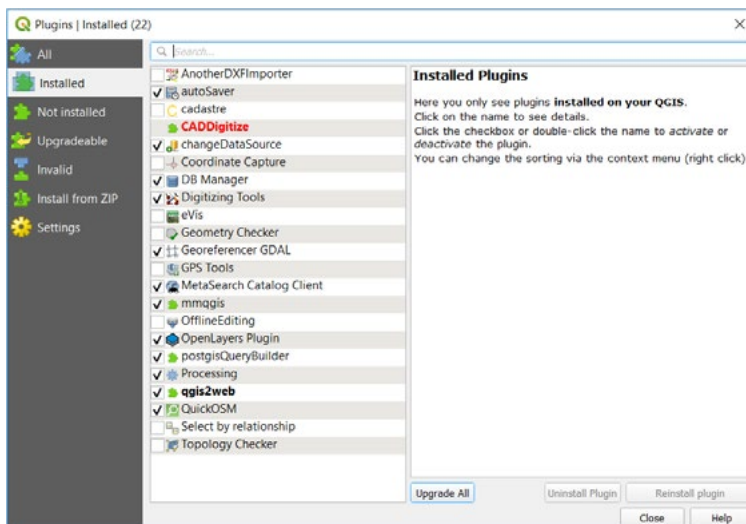 Plugins | Installed (22)
All
Installed
Not installed
Upgradeable
Invalid
Install from ZIP
Settings
Search...
AnotherDXFImporter
autoSaver
cadastre
CADDigitize
changeDataSource
Coordinate Capture
DB Manager
Digitizing Tools
eVis
Geometry Checker
Georeferencer GDAL
GPS Tools
MetaSearch Catalog Client
mmqgis
OfflineEditing
OpenLayers Plugin
postgisQueryBuilder
Processing
qgis2web
QuickOSM
Select by relationship
Topology Checker
Installed Plugins
Here you only see plugins installed on your QGIS.
Click on the name to see details.
Click the checkbox or double-click the name to activate or
deactivate the plugin.
You can change the sorting via the context menu (right click)
Upgrade All
Uninstall Plugin
Reinstall plugin
Close
Help